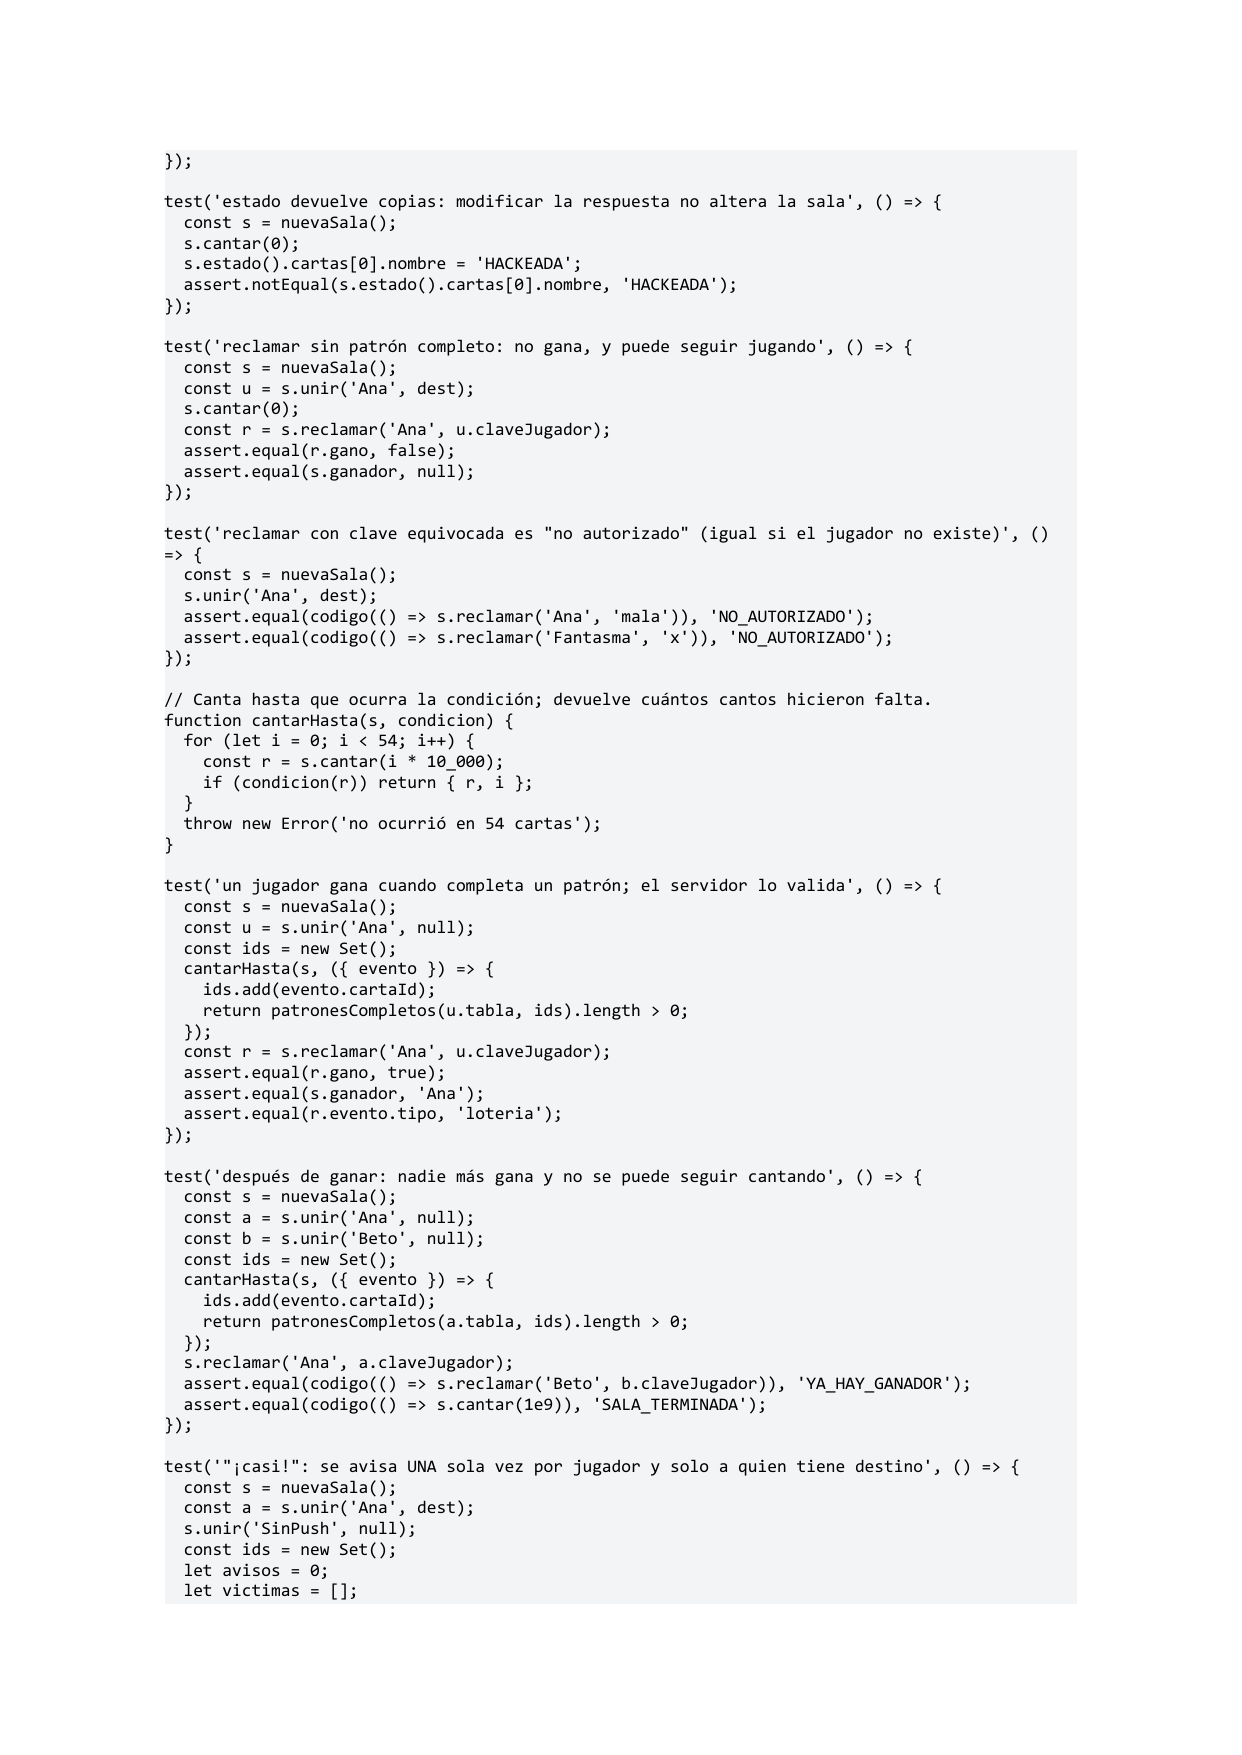 });

test('estado devuelve copias: modificar la respuesta no altera la sala', () => {
  const s = nuevaSala();
  s.cantar(0);
  s.estado().cartas[0].nombre = 'HACKEADA';
  assert.notEqual(s.estado().cartas[0].nombre, 'HACKEADA');
});

test('reclamar sin patrón completo: no gana, y puede seguir jugando', () => {
  const s = nuevaSala();
  const u = s.unir('Ana', dest);
  s.cantar(0);
  const r = s.reclamar('Ana', u.claveJugador);
  assert.equal(r.gano, false);
  assert.equal(s.ganador, null);
});

test('reclamar con clave equivocada es "no autorizado" (igual si el jugador no existe)', ()
=> {
  const s = nuevaSala();
  s.unir('Ana', dest);
  assert.equal(codigo(() => s.reclamar('Ana', 'mala')), 'NO_AUTORIZADO');
  assert.equal(codigo(() => s.reclamar('Fantasma', 'x')), 'NO_AUTORIZADO');
});

// Canta hasta que ocurra la condición; devuelve cuántos cantos hicieron falta.
function cantarHasta(s, condicion) {
  for (let i = 0; i < 54; i++) {
    const r = s.cantar(i * 10_000);
    if (condicion(r)) return { r, i };
  }
  throw new Error('no ocurrió en 54 cartas');
}

test('un jugador gana cuando completa un patrón; el servidor lo valida', () => {
  const s = nuevaSala();
  const u = s.unir('Ana', null);
  const ids = new Set();
  cantarHasta(s, ({ evento }) => {
    ids.add(evento.cartaId);
    return patronesCompletos(u.tabla, ids).length > 0;
  });
  const r = s.reclamar('Ana', u.claveJugador);
  assert.equal(r.gano, true);
  assert.equal(s.ganador, 'Ana');
  assert.equal(r.evento.tipo, 'loteria');
});

test('después de ganar: nadie más gana y no se puede seguir cantando', () => {
  const s = nuevaSala();
  const a = s.unir('Ana', null);
  const b = s.unir('Beto', null);
  const ids = new Set();
  cantarHasta(s, ({ evento }) => {
    ids.add(evento.cartaId);
    return patronesCompletos(a.tabla, ids).length > 0;
  });
  s.reclamar('Ana', a.claveJugador);
  assert.equal(codigo(() => s.reclamar('Beto', b.claveJugador)), 'YA_HAY_GANADOR');
  assert.equal(codigo(() => s.cantar(1e9)), 'SALA_TERMINADA');
});

test('"¡casi!": se avisa UNA sola vez por jugador y solo a quien tiene destino', () => {
  const s = nuevaSala();
  const a = s.unir('Ana', dest);
  s.unir('SinPush', null);
  const ids = new Set();
  let avisos = 0;
  let victimas = [];